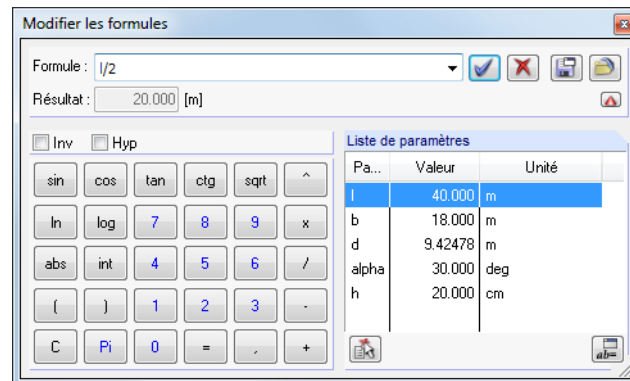 Modifier les formules
Formule : l/2
Résultat : 20.000 [m]
Inv Hyp
sin cos tan ctg sqrt ^
ln log 7 8 9 x
abs int 4 5 6 /
( ) 1 2 3 -
C Pi 0 = , +
Liste de paramètres
Pa... Valeur Unité
l 40.000 m
b 18.000 m
d 9.42478 m
alpha 30.000 deg
h 20.000 cm
ab=